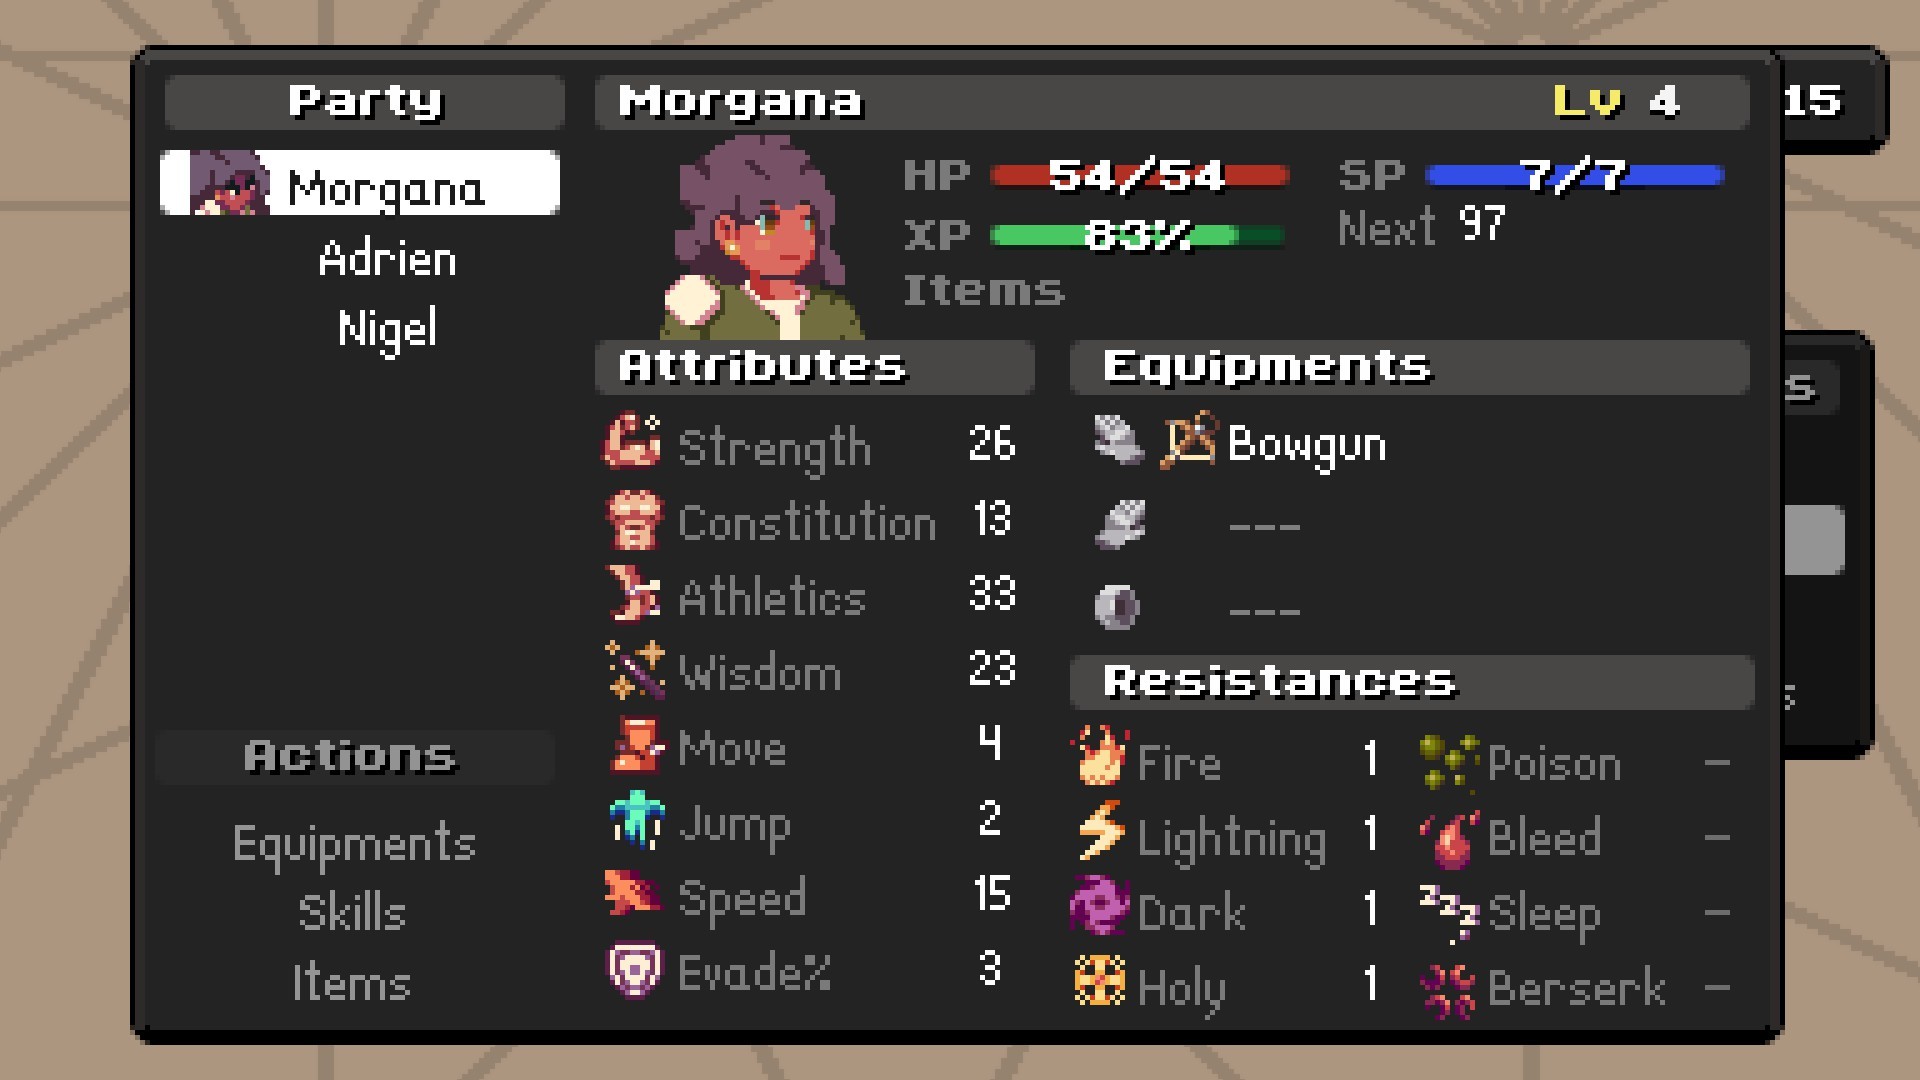 Party
Morgana
Adrien
Nigel
Actions
Equipments
Skills
Items
Morgana Lv 4
HP 54/54 SP 7/7
XP 83% Next 97
Items
Attributes
Strength 26
Constitution 13
Athletics 33
Wisdom 23
Move 4
Jump 2
Speed 15
Evade% 3
Equipments
Bowgun
---
---
Resistances
Fire 1 Poison –
Lightning 1 Bleed –
Dark 1 Sleep –
Holy 1 Berserk –
15
s
s